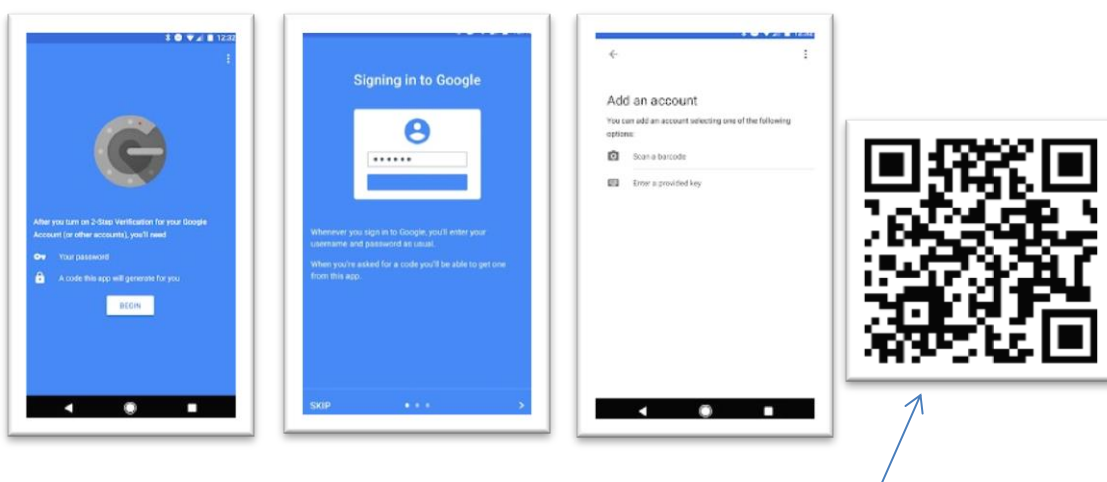 12:32
After you turn on 2-Step Verification for your Google
Account (or other accounts), you'll need
Your password
A code this app will generate for you
BEGIN
Signing in to Google
Whenever you sign in to Google, you'll enter your
username and password as usual.
When you're asked for a code you'll be able to get one
from this app.
SKIP
Add an account
You can add an account selecting one of the following
options:
Scan a barcode
Enter a provided key